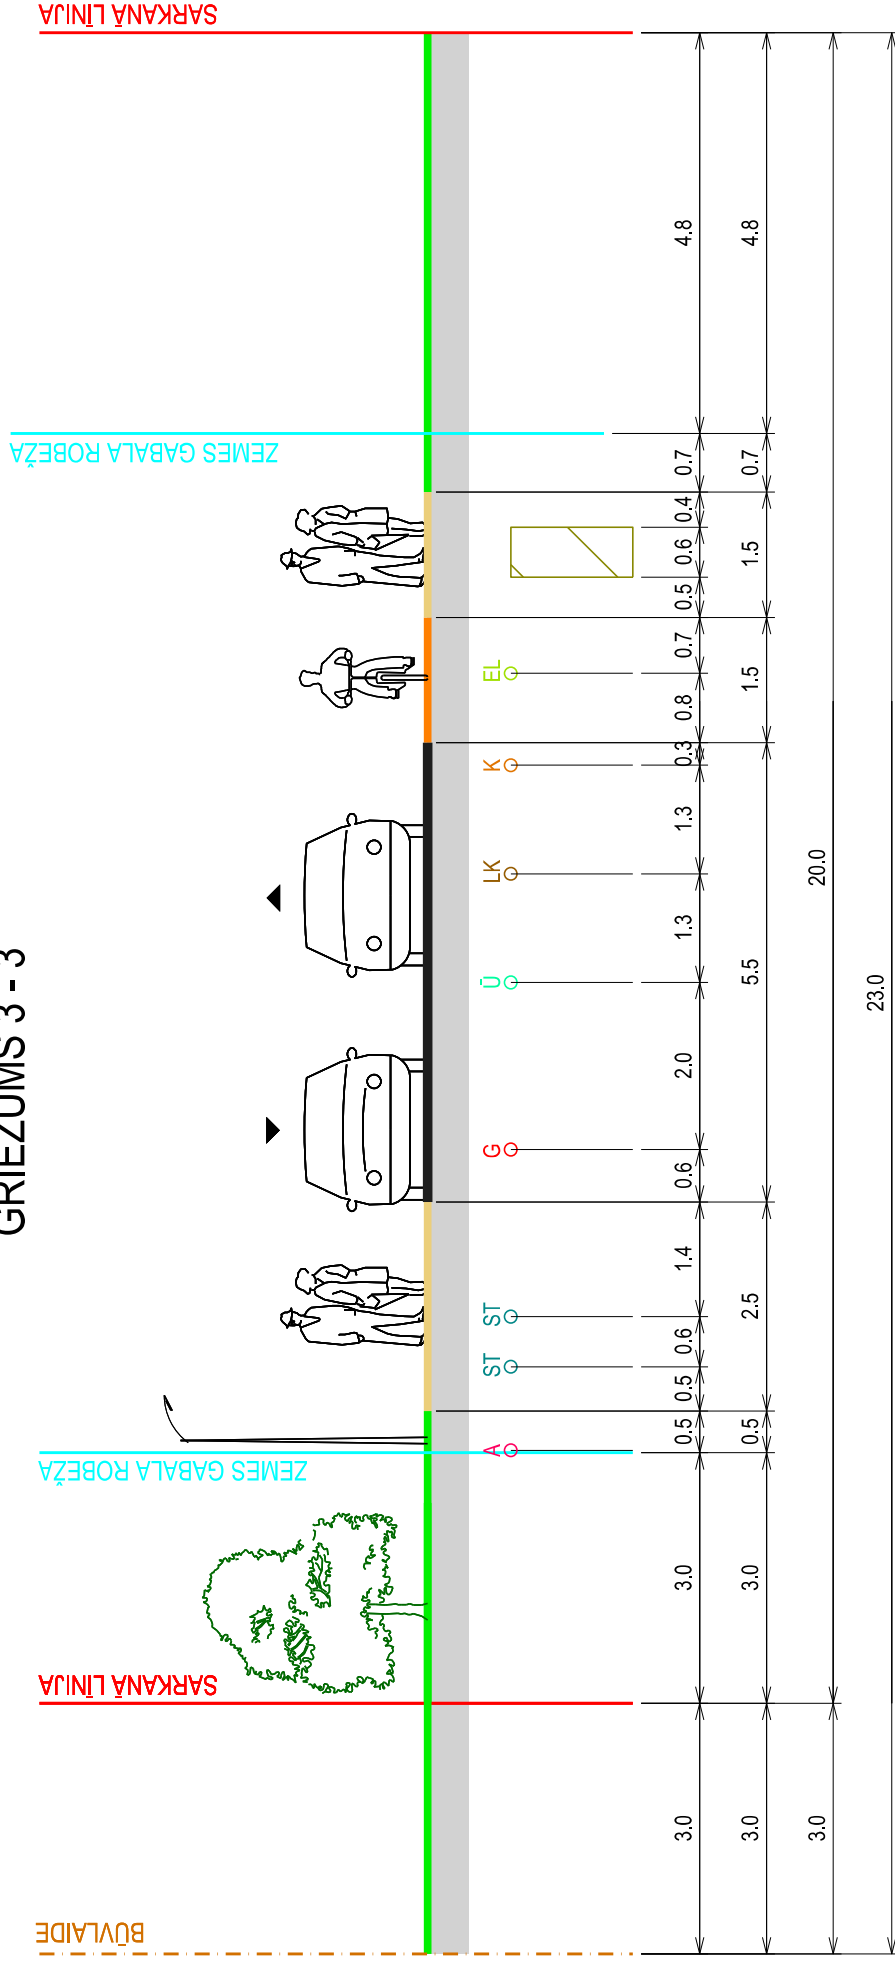 GRIEZUMS 3 - 3
BŪVLAIDE
SARKANĀ LĪNIJA
ZEMES GABALA ROBEŽA
ZEMES GABALA ROBEŽA
SARKANĀ LĪNIJA
A ST ST G Ū LK K EL
3.0 3.0 0.5 0.5 0.6 1.4 0.6 2.0 1.3 1.3 0.3 0.8 0.7 0.5 0.6 0.4 0.7 4.8
3.0 3.0 0.5 2.5 5.5 1.5 1.5 0.7 4.8
3.0 20.0
23.0